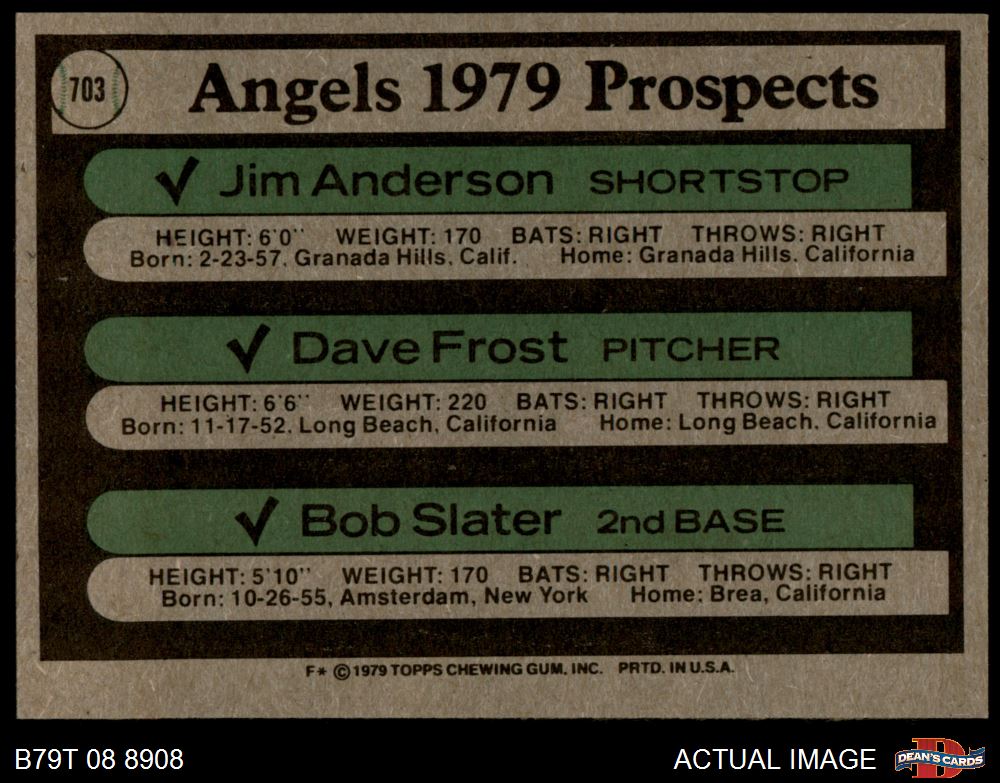 703
Angels 1979 Prospects
✓ Jim Anderson SHORTSTOP
HEIGHT: 6'0" WEIGHT: 170 BATS: RIGHT THROWS: RIGHT
Born: 2-23-57, Granada Hills, Calif. Home: Granada Hills, California
✓ Dave Frost PITCHER
HEIGHT: 6'6" WEIGHT: 220 BATS: RIGHT THROWS: RIGHT
Born: 11-17-52, Long Beach, California Home: Long Beach, California
✓ Bob Slater 2nd BASE
HEIGHT: 5'10" WEIGHT: 170 BATS: RIGHT THROWS: RIGHT
Born: 10-26-55, Amsterdam, New York Home: Brea, California
F* © 1979 TOPPS CHEWING GUM, INC. PRTD. IN U.S.A.
B79T 08 8908 ACTUAL IMAGE
D
DEAN'S CARDS